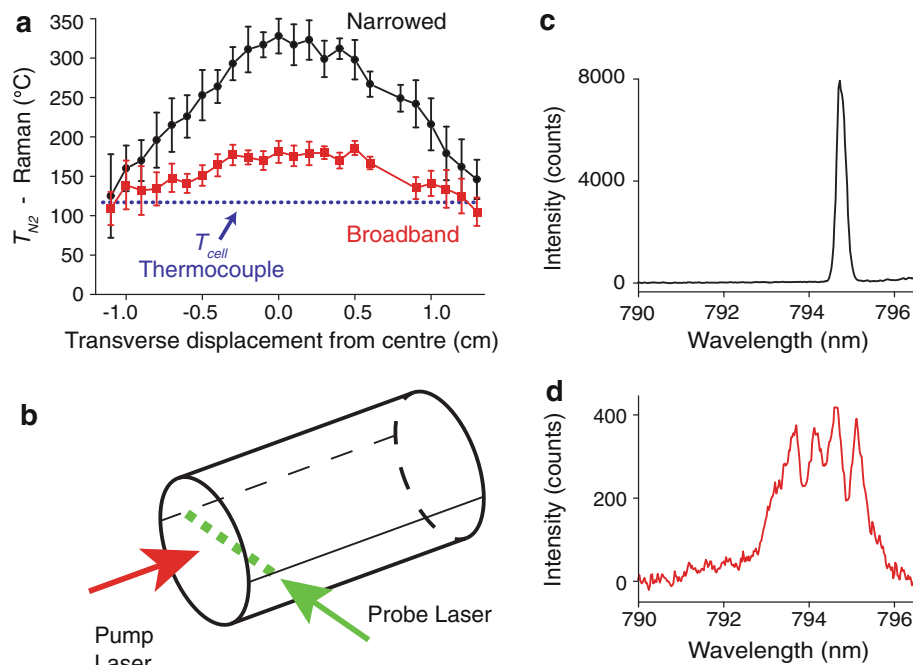 a
350
300
250
200
150
100
50
0
T_N2 - Raman (°C)
Narrowed
T_cell
Thermocouple
Broadband
-1.0 -0.5 0.0 0.5 1.0
Transverse displacement from centre (cm)
b
Pump
Laser
Probe Laser
c
8000
4000
0
Intensity (counts)
790 792 794 796
Wavelength (nm)
d
400
200
0
Intensity (counts)
790 792 794 796
Wavelength (nm)